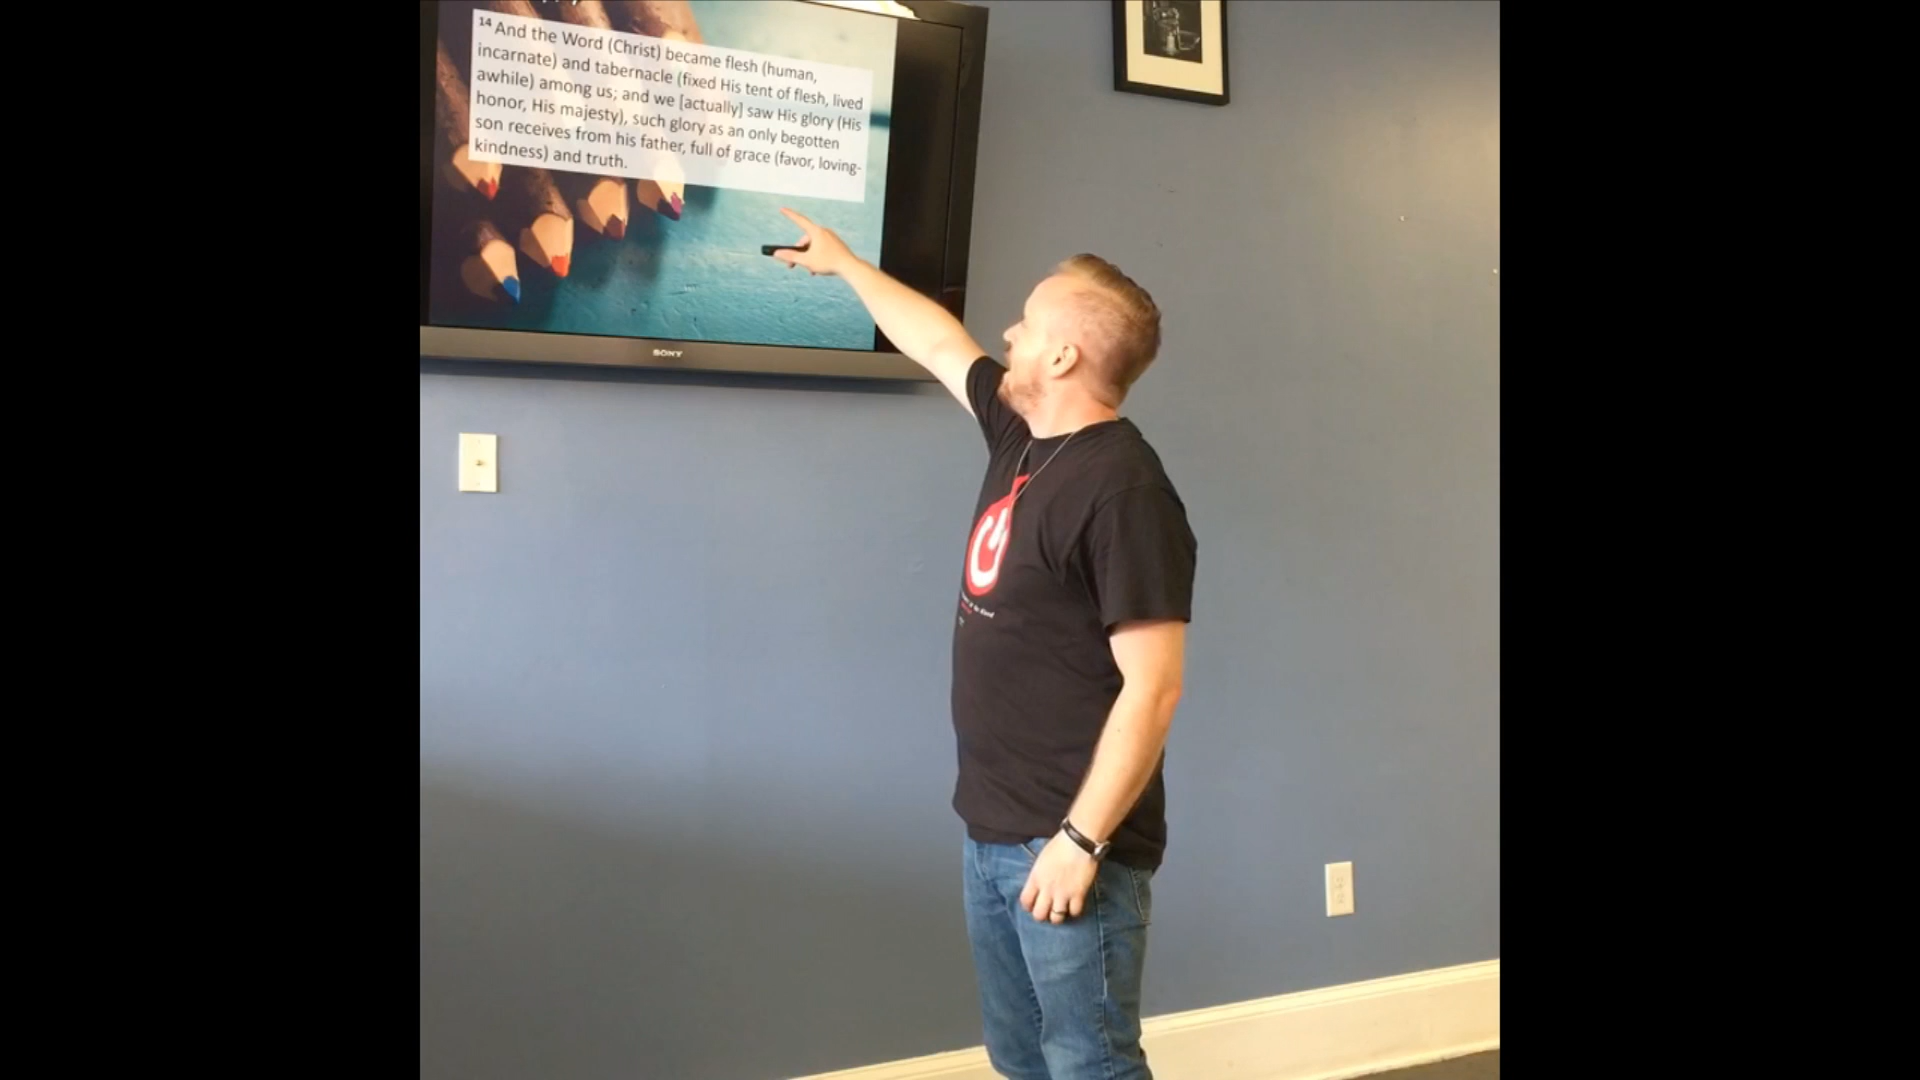 14 And the Word (Christ) became flesh (human,
incarnate) and tabernacle (fixed His tent of flesh, lived
awhile) among us; and we [actually] saw His glory (His
honor, His majesty), such glory as an only begotten
son receives from his father, full of grace (favor, loving-
kindness) and truth.
SONY